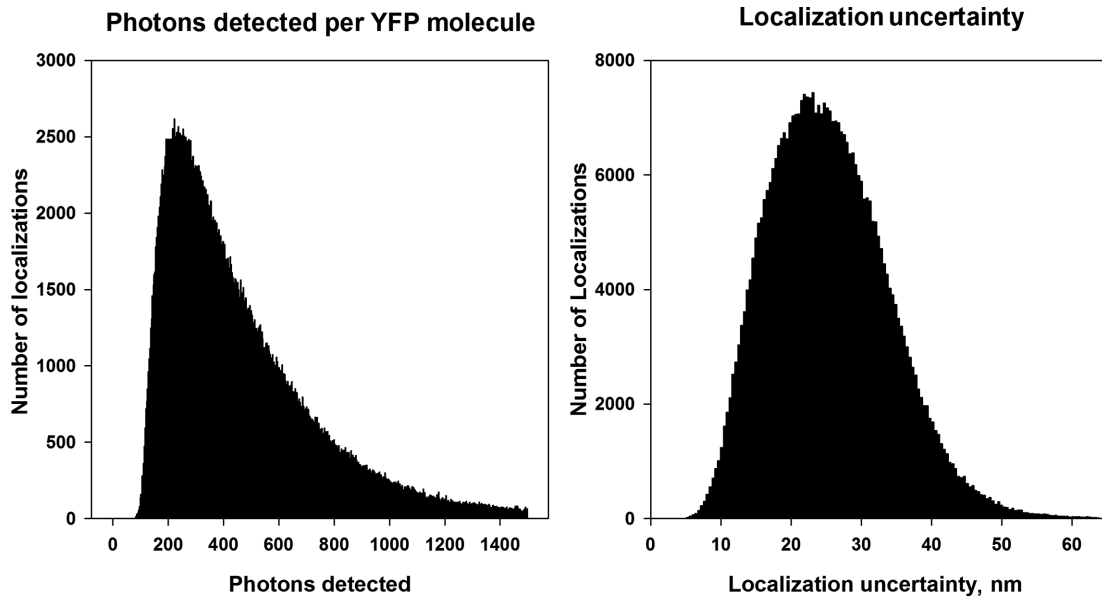 Photons detected per YFP molecule
Number of localizations
3000
2500
2000
1500
1000
500
0
0 200 400 600 800 1000 1200 1400
Photons detected
Localization uncertainty
Number of Localizations
8000
6000
4000
2000
0
0 10 20 30 40 50 60
Localization uncertainty, nm